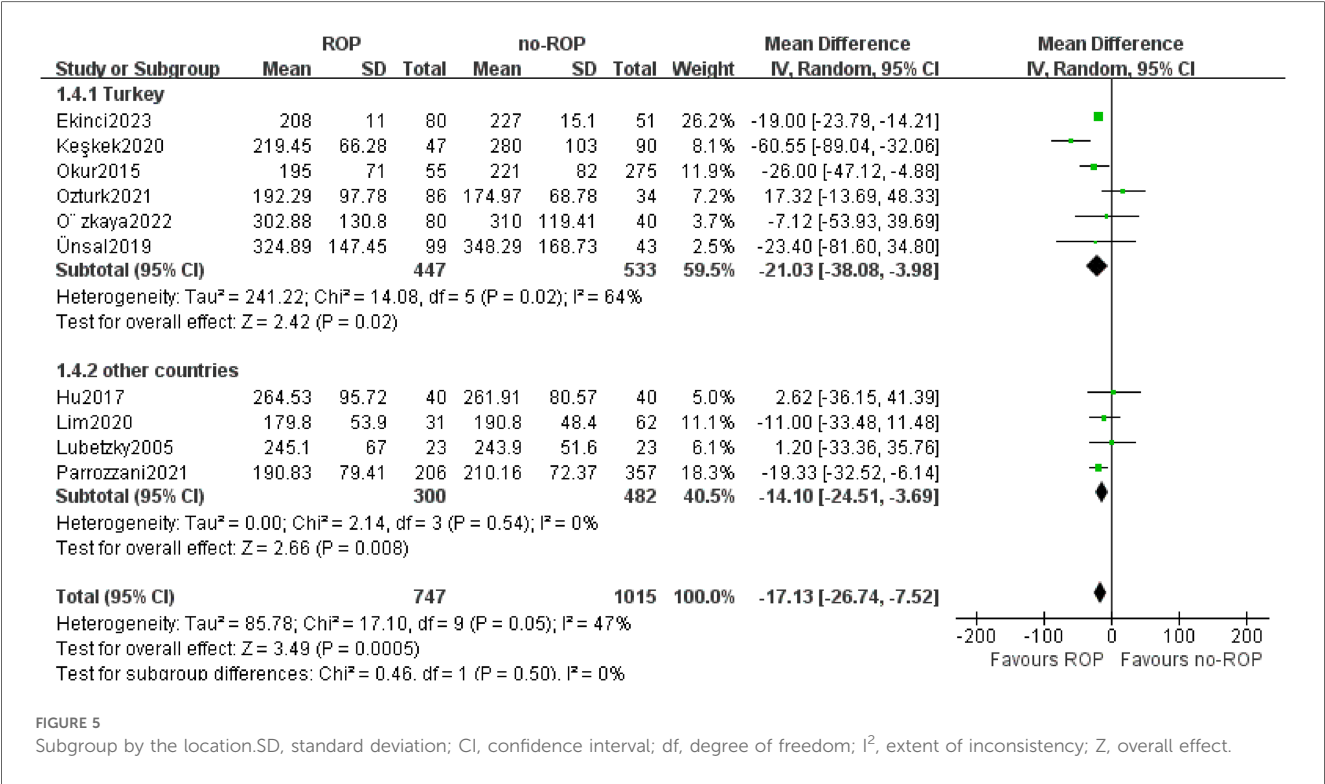 ROP no-ROP Mean Difference Mean Difference
Study or Subgroup Mean SD Total Mean SD Total Weight IV, Random, 95% CI IV, Random, 95% CI
1.4.1 Turkey
Ekinci2023 208 11 80 227 15.1 51 26.2% -19.00 [-23.79, -14.21]
Keşkek2020 219.45 66.28 47 280 103 90 8.1% -60.55 [-89.04, -32.06]
Okur2015 195 71 55 221 82 275 11.9% -26.00 [-47.12, -4.88]
Ozturk2021 192.29 97.78 86 174.97 68.78 34 7.2% 17.32 [-13.69, 48.33]
O¨ zkaya2022 302.88 130.8 80 310 119.41 40 3.7% -7.12 [-53.93, 39.69]
Ünsal2019 324.89 147.45 99 348.29 168.73 43 2.5% -23.40 [-81.60, 34.80]
Subtotal (95% CI) 447 533 59.5% -21.03 [-38.08, -3.98]
Heterogeneity: Tau² = 241.22; Chi² = 14.08, df = 5 (P = 0.02); I² = 64%
Test for overall effect: Z = 2.42 (P = 0.02)
1.4.2 other countries
Hu2017 264.53 95.72 40 261.91 80.57 40 5.0% 2.62 [-36.15, 41.39]
Lim2020 179.8 53.9 31 190.8 48.4 62 11.1% -11.00 [-33.48, 11.48]
Lubetzky2005 245.1 67 23 243.9 51.6 23 6.1% 1.20 [-33.36, 35.76]
Parrozzani2021 190.83 79.41 206 210.16 72.37 357 18.3% -19.33 [-32.52, -6.14]
Subtotal (95% CI) 300 482 40.5% -14.10 [-24.51, -3.69]
Heterogeneity: Tau² = 0.00; Chi² = 2.14, df = 3 (P = 0.54); I² = 0%
Test for overall effect: Z = 2.66 (P = 0.008)
Total (95% CI) 747 1015 100.0% -17.13 [-26.74, -7.52]
Heterogeneity: Tau² = 85.78; Chi² = 17.10, df = 9 (P = 0.05); I² = 47%
Test for overall effect: Z = 3.49 (P = 0.0005)
Test for subgroup differences: Chi² = 0.46, df = 1 (P = 0.50), I² = 0%
-200 -100 0 100 200
Favours ROP Favours no-ROP
FIGURE 5
Subgroup by the location.SD, standard deviation; CI, confidence interval; df, degree of freedom; I², extent of inconsistency; Z, overall effect.